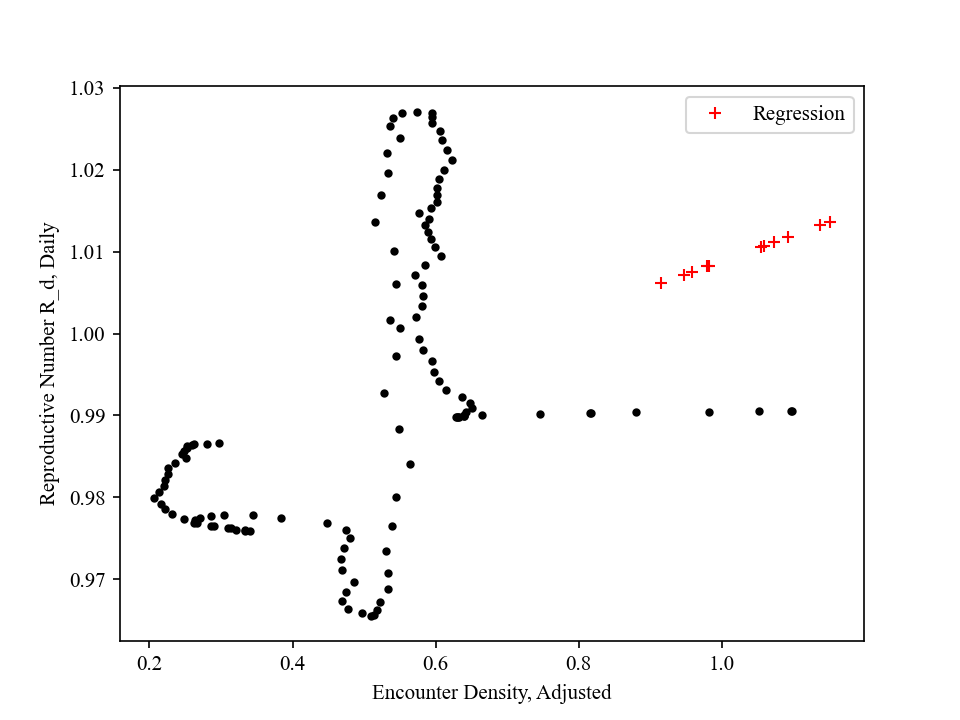 1.03
Regression
1.02
1.01
1.00
0.99
0.98
0.97
Reproductive Number R_d, Daily
0.2 0.4 0.6 0.8 1.0
Encounter Density, Adjusted